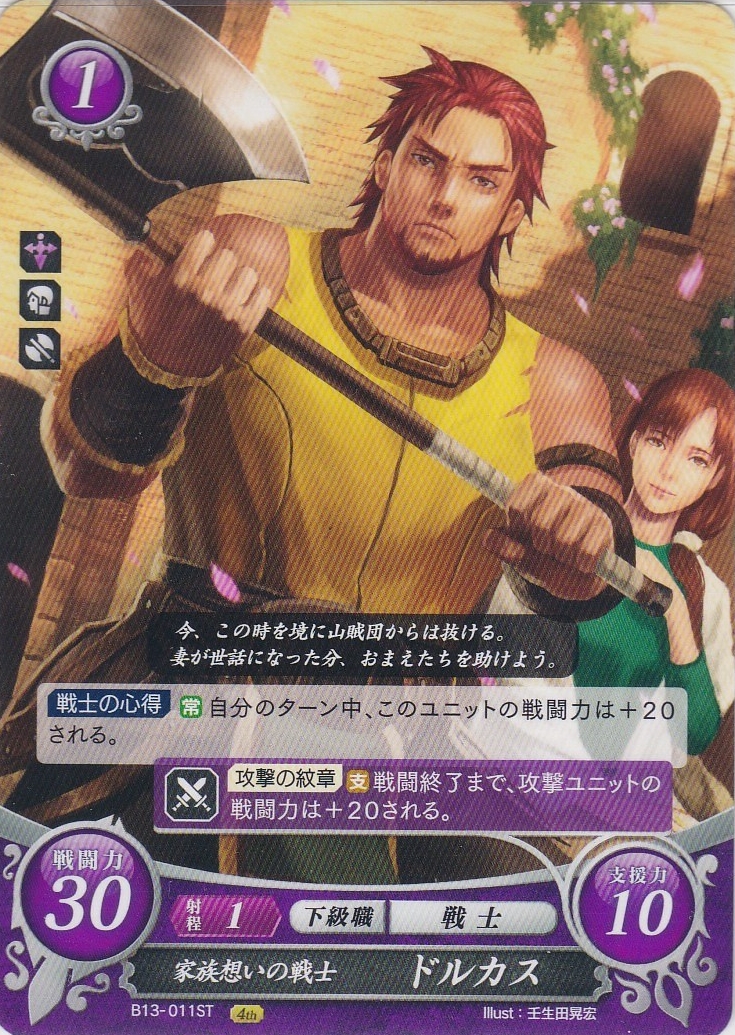 1
今、この時を境に山賊団からは抜ける。
妻が世話になった分、おまえたちを助けよう。
戦士の心得 常 自分のターン中、このユニットの戦闘力は+20
される。
攻撃の紋章 支 戦闘終了まで、攻撃ユニットの
戦闘力は+20される。
戦闘力
30
射程 1 下級職 戦士
支援力
10
家族想いの戦士 ドルカス
B13-011ST 4th Illust:壬生田晃宏